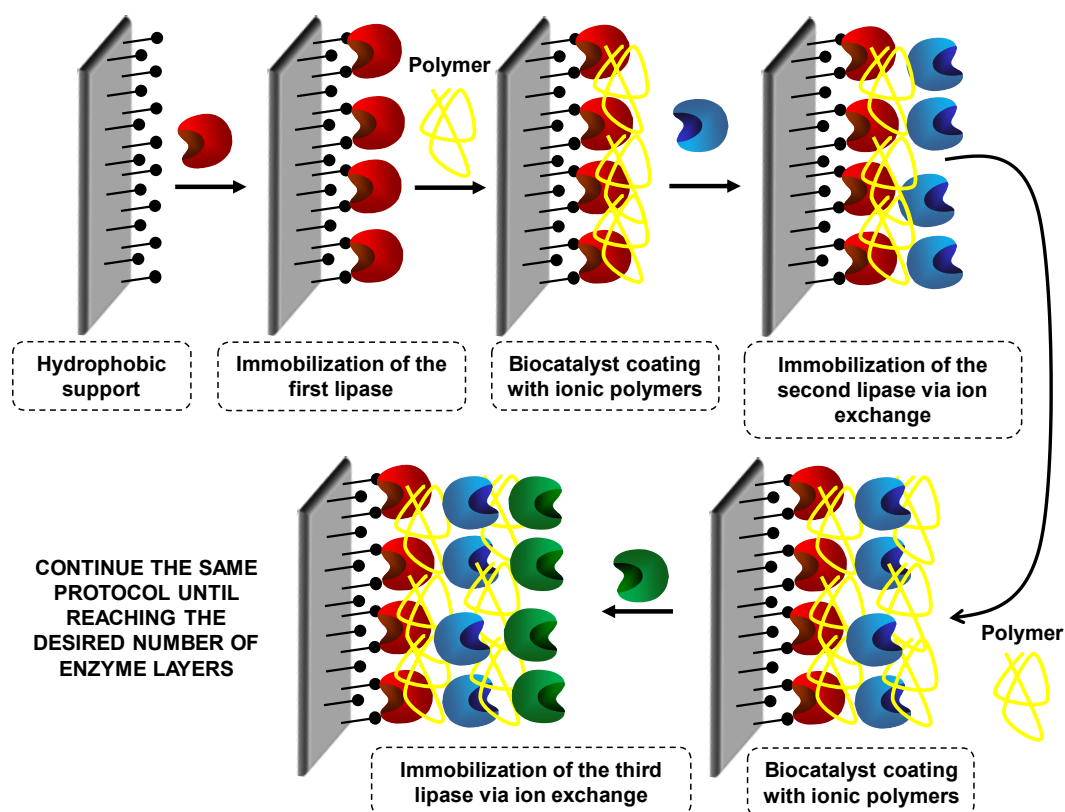 Polymer
Hydrophobic
support
Immobilization of the
first lipase
Biocatalyst coating
with ionic polymers
Immobilization of the
second lipase via ion
exchange
CONTINUE THE SAME
PROTOCOL UNTIL
REACHING THE
DESIRED NUMBER OF
ENZYME LAYERS
Polymer
Immobilization of the third
lipase via ion exchange
Biocatalyst coating
with ionic polymers